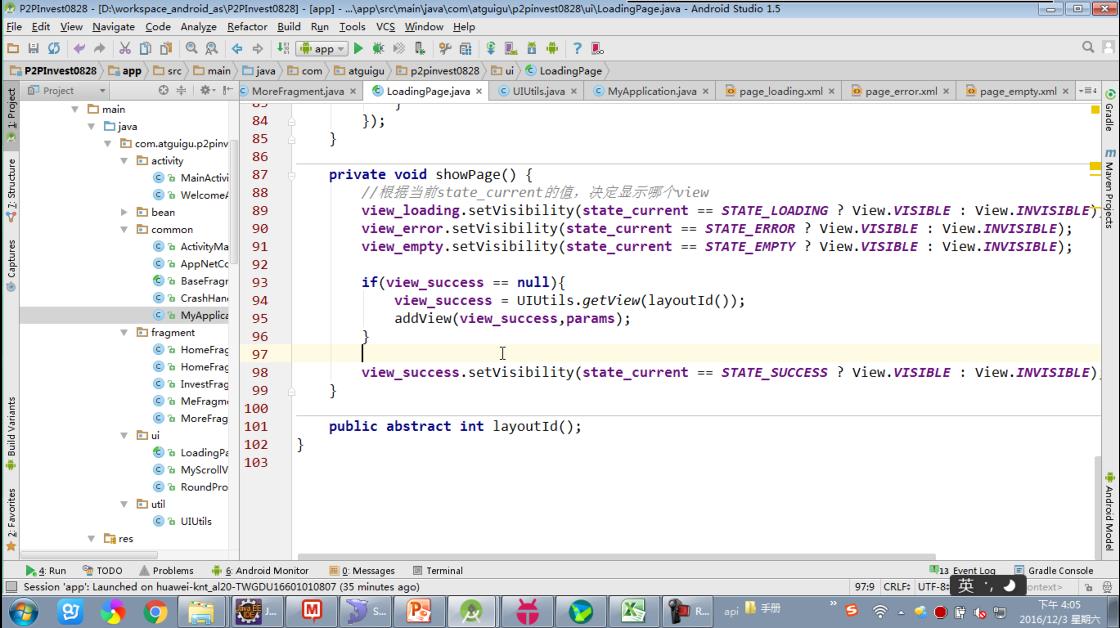 P2PInvest0828 - [D:\workspace_android_as\P2PInvest0828] - [app] - ...\app\src\main\java\com\atguigu\p2pinvest0828\ui\LoadingPage.java - Android Studio 1.5
File Edit View Navigate Code Analyze Refactor Build Run Tools VCS Window Help
app
P2PInvest0828 app src main java com atguigu p2pinvest0828 ui LoadingPage
Project MoreFragment.java LoadingPage.java UIUtils.java MyApplication.java page_loading.xml page_error.xml page_empty.xml
1: Project
7: Structure
Captures
Build Variants
2: Favorites
main
java
com.atguigu.p2pinv
activity
MainActivi
WelcomeA
bean
common
ActivityMa
AppNetCo
BaseFragr
CrashHan
MyApplica
fragment
HomeFrag
HomeFrag
InvestFrag
MeFragme
MoreFrag
ui
LoadingPa
MyScrollV
RoundPro
util
UIUtils
res
83 }
84 });
85 }
86
87 private void showPage() {
88 //根据当前state_current的值，决定显示哪个view
89 view_loading.setVisibility(state_current == STATE_LOADING ? View.VISIBLE : View.INVISIBLE)
90 view_error.setVisibility(state_current == STATE_ERROR ? View.VISIBLE : View.INVISIBLE);
91 view_empty.setVisibility(state_current == STATE_EMPTY ? View.VISIBLE : View.INVISIBLE);
92
93 if(view_success == null){
94 view_success = UIUtils.getView(layoutId());
95 addView(view_success,params);
96 }
97
98 view_success.setVisibility(state_current == STATE_SUCCESS ? View.VISIBLE : View.INVISIBLE)
99 }
100
101 public abstract int layoutId();
102 }
103
Gradle
Maven Projects
Android Model
4: Run TODO Problems 6: Android Monitor 0: Messages Terminal 13 Event Log Gradle Console
Session 'app': Launched on huawei-knt_al20-TWGDU16601010807 (35 minutes ago) 97:9 CRLF÷ UTF-8÷ ontext>
英
J... S... R... api 手册
下午 4:05
2016/12/3 星期六